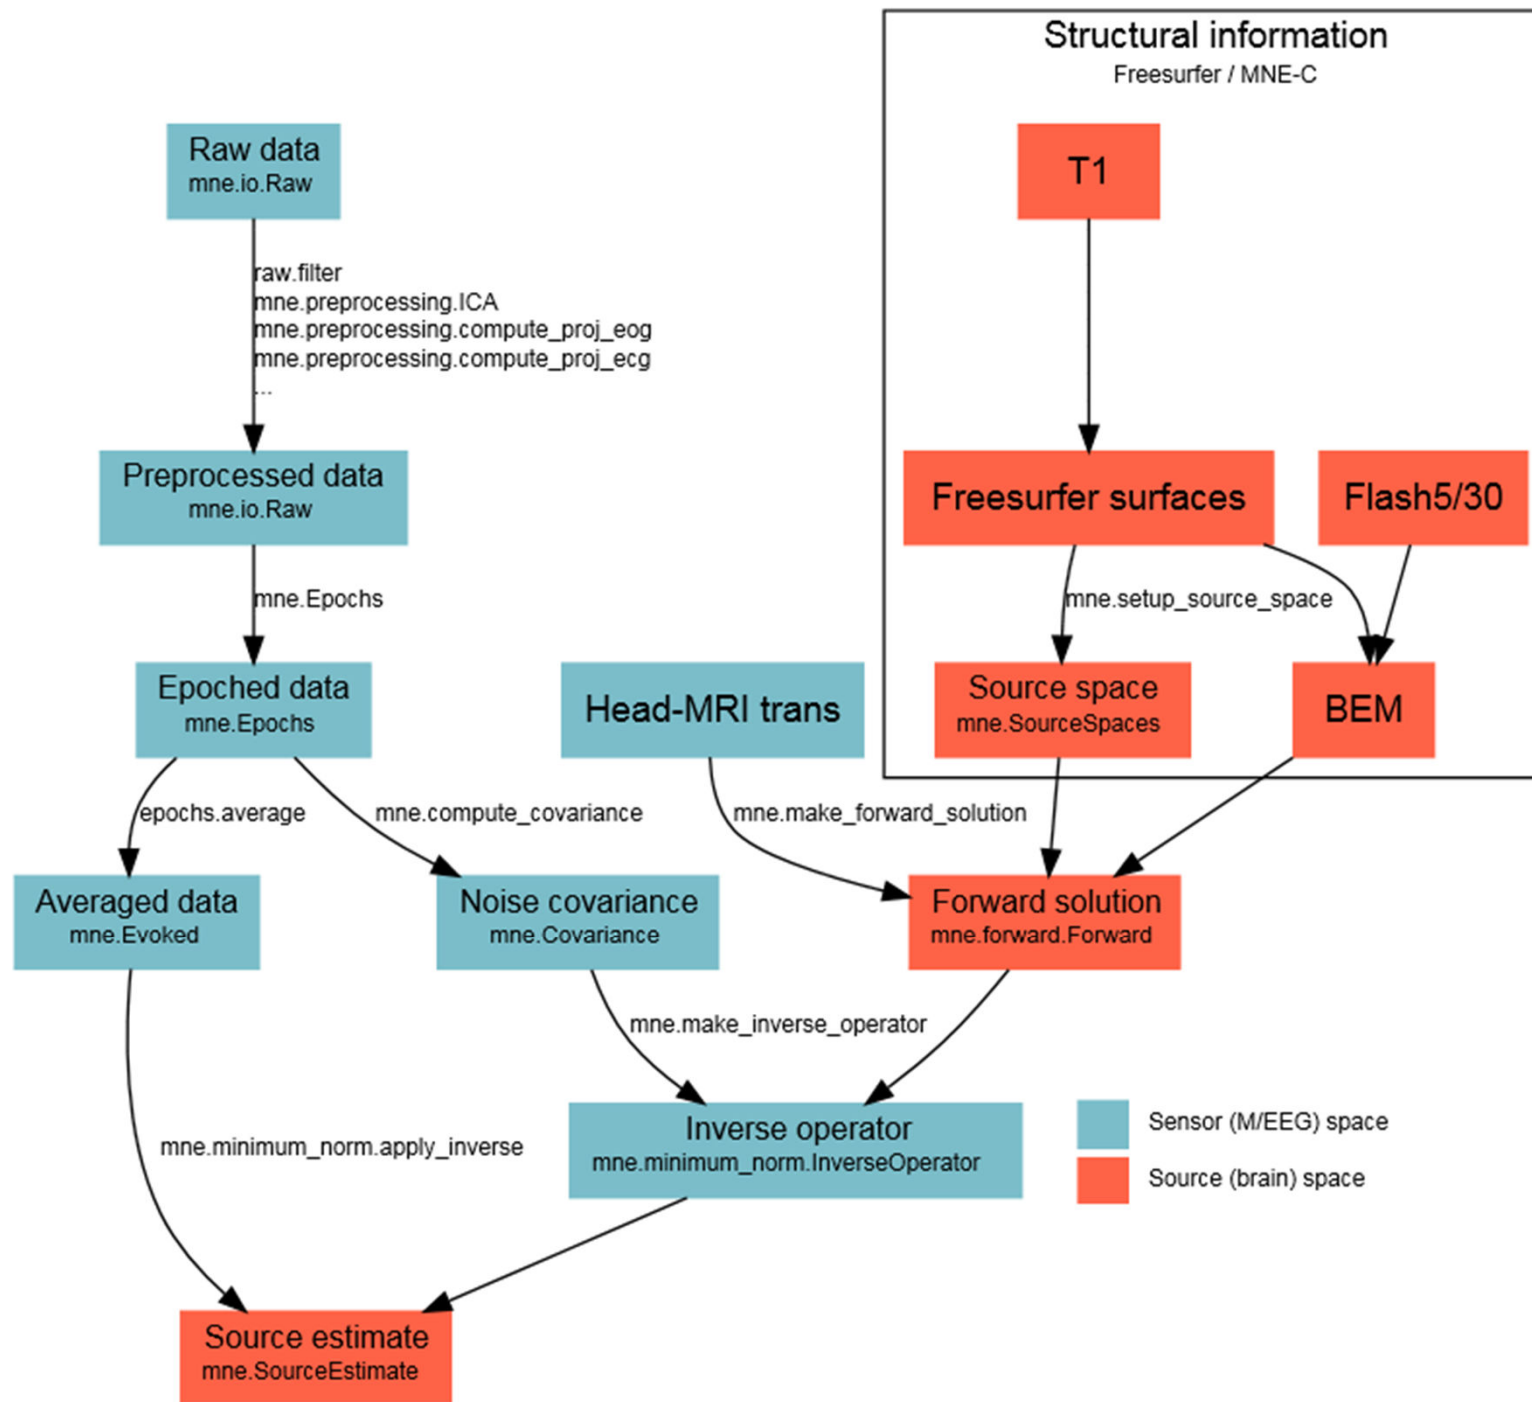 Structural information
Freesurfer / MNE-C
Raw data
mne.io.Raw
T1
raw.filter
mne.preprocessing.ICA
mne.preprocessing.compute_proj_eog
mne.preprocessing.compute_proj_ecg
...
Preprocessed data
mne.io.Raw
Freesurfer surfaces
Flash5/30
mne.Epochs
mne.setup_source_space
Epoched data
mne.Epochs
Head-MRI trans
Source space
mne.SourceSpaces
BEM
epochs.average
mne.compute_covariance
mne.make_forward_solution
Averaged data
mne.Evoked
Noise covariance
mne.Covariance
Forward solution
mne.forward.Forward
mne.make_inverse_operator
Inverse operator
mne.minimum_norm.InverseOperator
Sensor (M/EEG) space
Source (brain) space
mne.minimum_norm.apply_inverse
Source estimate
mne.SourceEstimate